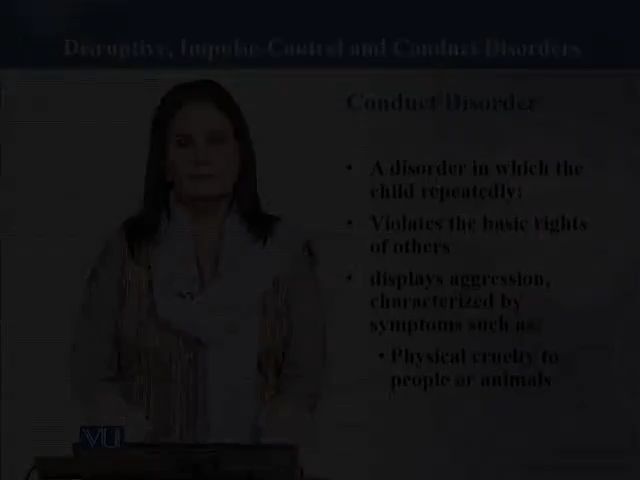 Disruptive, Impulse-Control and Conduct Disorders
Conduct Disorder
• A disorder in which the
child repeatedly:
• Violates the basic rights
of others
• displays aggression,
characterized by
symptoms such as:
• Physical cruelty to
people or animals
VU